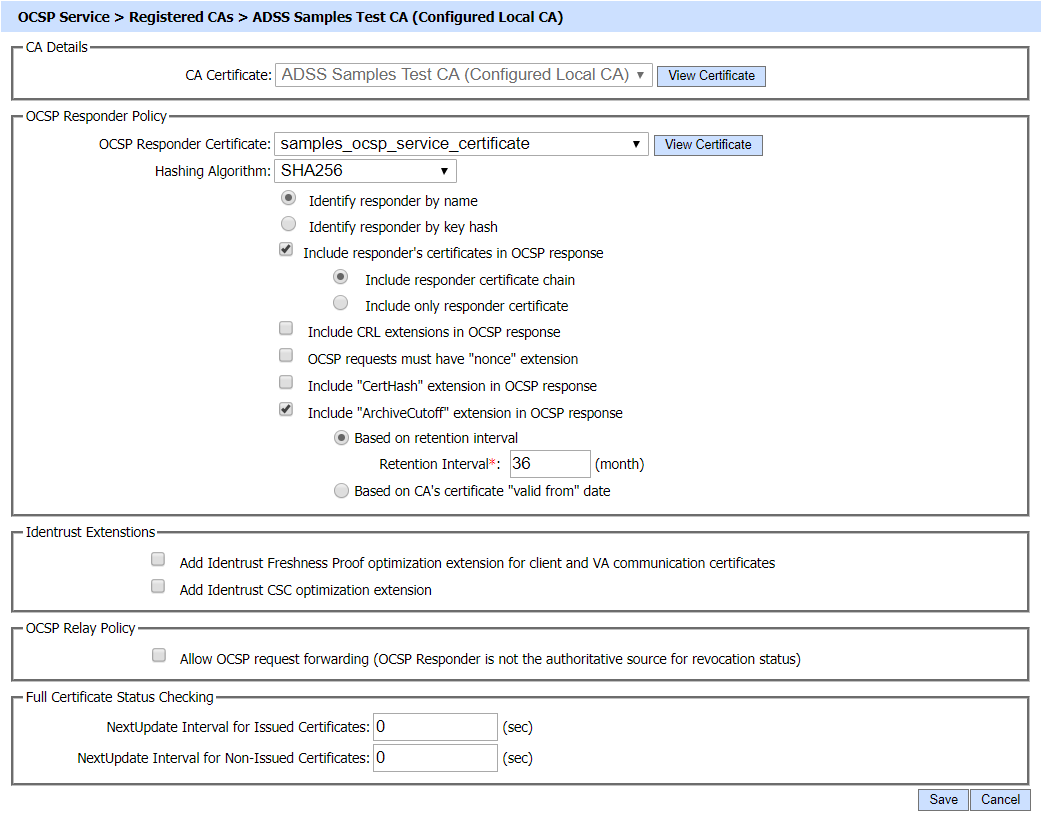 OCSP Service > Registered CAs > ADSS Samples Test CA (Configured Local CA)
CA Details
CA Certificate: ADSS Samples Test CA (Configured Local CA) View Certificate
OCSP Responder Policy
OCSP Responder Certificate: samples_ocsp_service_certificate View Certificate
Hashing Algorithm: SHA256
Identify responder by name
Identify responder by key hash
Include responder's certificates in OCSP response
Include responder certificate chain
Include only responder certificate
Include CRL extensions in OCSP response
OCSP requests must have "nonce" extension
Include "CertHash" extension in OCSP response
Include "ArchiveCutoff" extension in OCSP response
Based on retention interval
Retention Interval*: 36 (month)
Based on CA's certificate "valid from" date
Identrust Extenstions
Add Identrust Freshness Proof optimization extension for client and VA communication certificates
Add Identrust CSC optimization extension
OCSP Relay Policy
Allow OCSP request forwarding (OCSP Responder is not the authoritative source for revocation status)
Full Certificate Status Checking
NextUpdate Interval for Issued Certificates: 0 (sec)
NextUpdate Interval for Non-Issued Certificates: 0 (sec)
Save Cancel